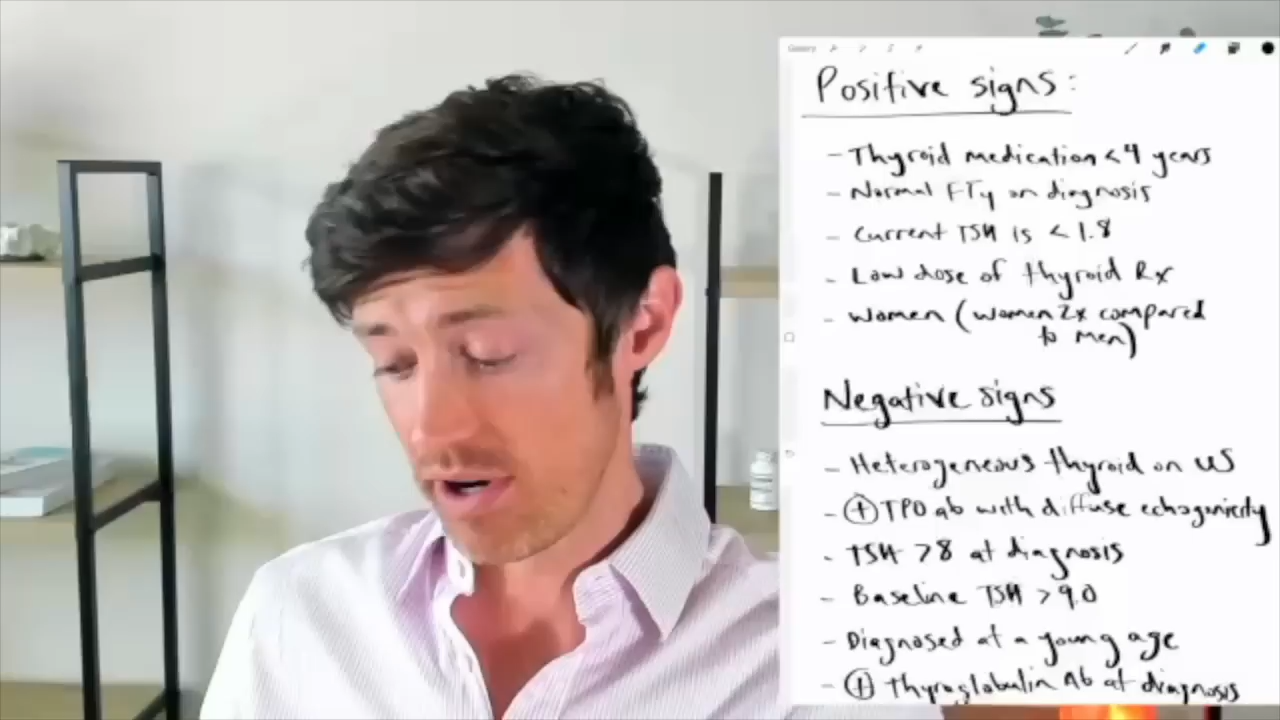 Gallery
Positive signs:
- Thyroid medication < 4 years
- Normal FT4 on diagnosis
- Current TSH is < 1.8
- Low dose of thyroid Rx
- Women (women 2x compared
to men)
Negative signs
- Heterogeneous thyroid on US
- (+) TPO ab with diffuse echogenicity
- TSH > 8 at diagnosis
- Baseline TSH > 9.0
- Diagnosed at a young age
- (+) Thyroglobulin Ab at diagnosis